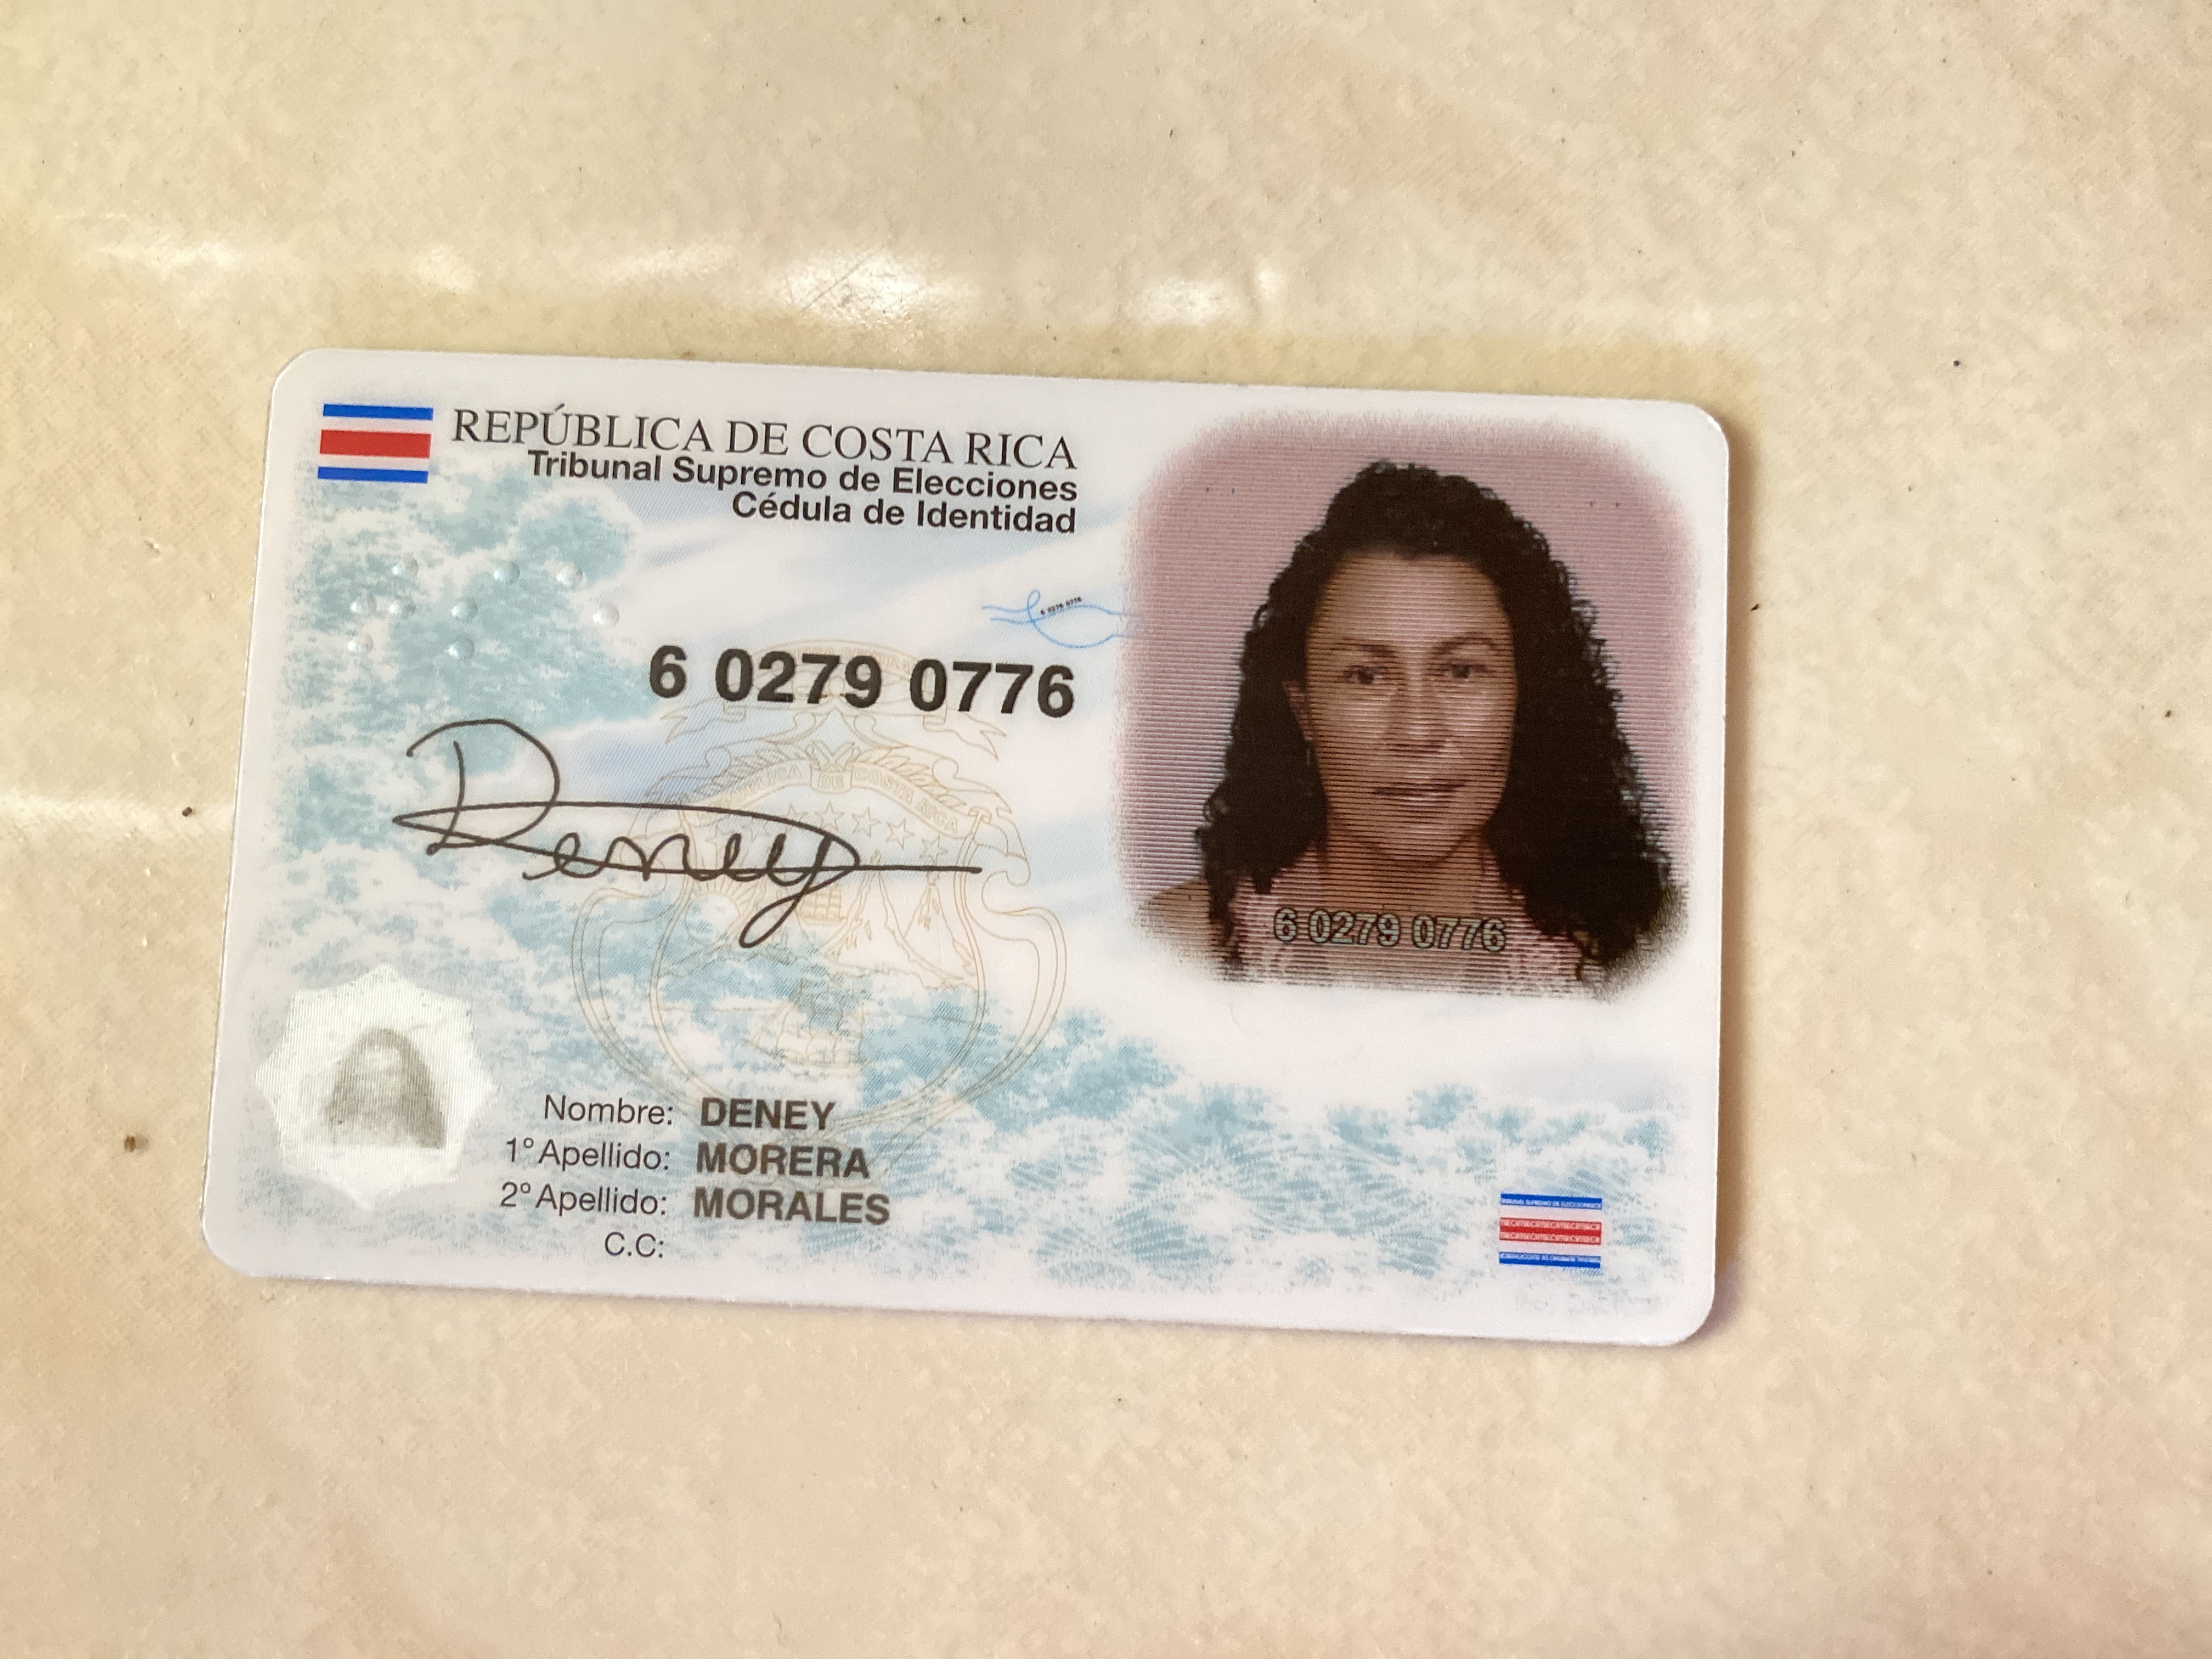 REPÚBLICA DE COSTA RICA
Tribunal Supremo de Elecciones
Cédula de Identidad
6 0279 0776
Deney
6 0279 0776
Nombre: DENEY
1° Apellido: MORERA
2° Apellido: MORALES
C.C: